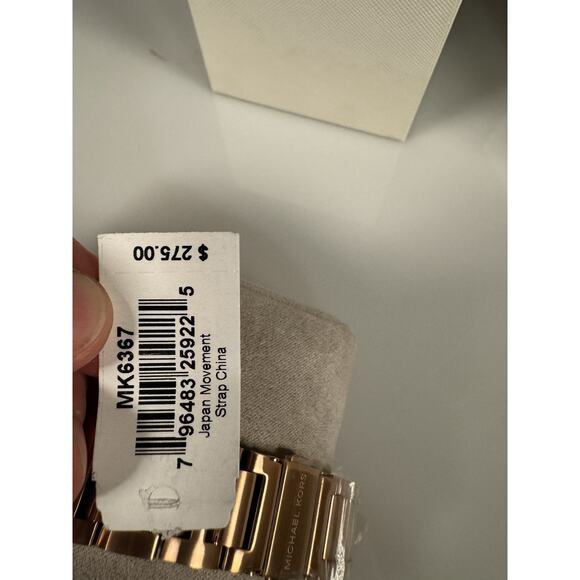 $ 275.00
MK6367
7 96483 25922 5
Japan Movement
Strap China
MICHAEL KORS